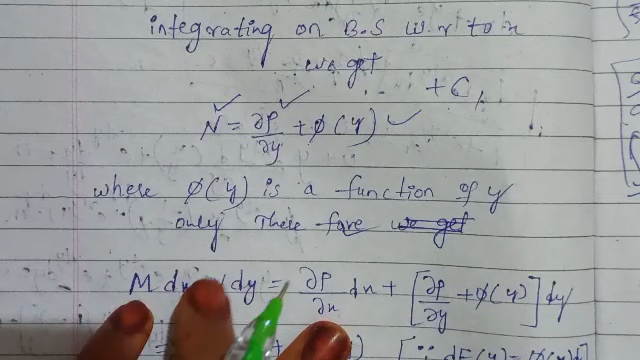 integrating on B.S w.r to x
we get
+ C₁
N = ∂P/∂y + φ(y)
where φ(y) is a function of y
only There fore we get
M dx /dy = ∂P/∂x dx + [∂P/∂y + φ(y)] dy